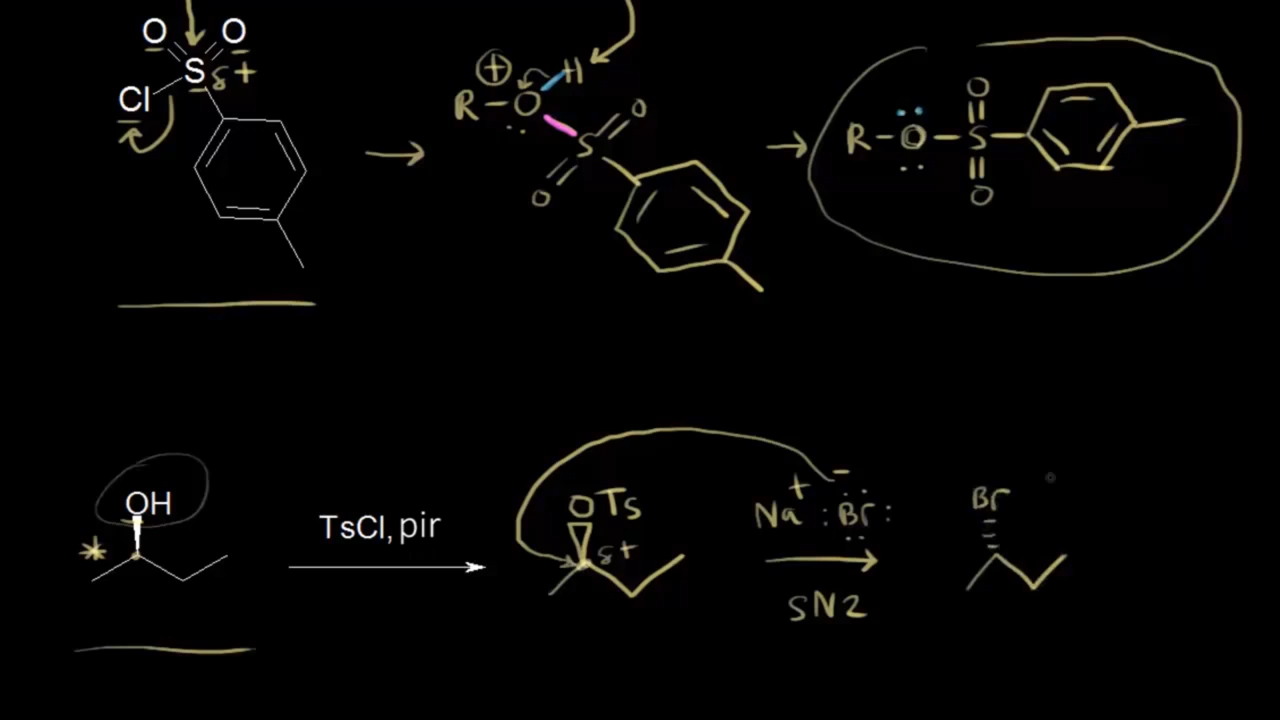 O O
S δ+
Cl
+ H
R-O
S
O
O
O
R-O-S
O
OH
*
TsCl, pir
OTs
δ+
Na+ :Br:-
SN2
Br